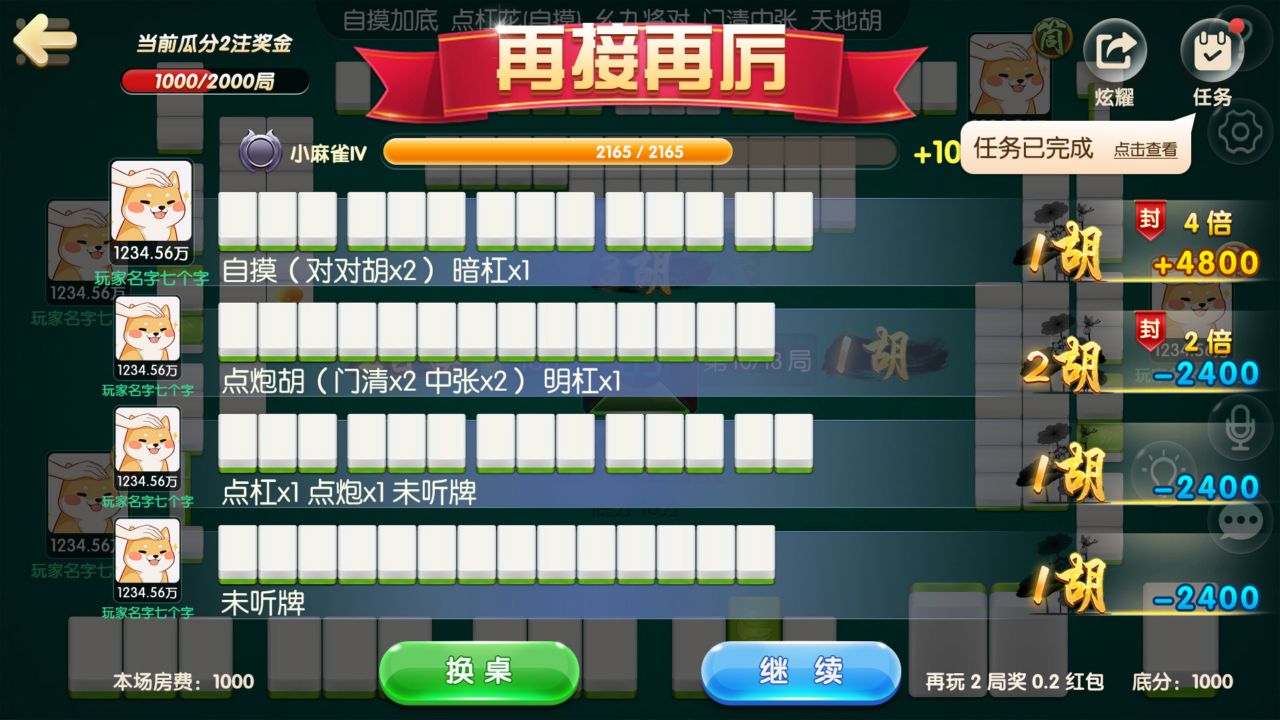 自摸加底 点杠花(自摸) 幺九将对 门清中张 天地胡
当前瓜分2注奖金
1000/2000局
再接再厉
炫耀
任务
小麻雀IV
2165 / 2165
+10
任务已完成 点击查看
1234.56万
玩家名字七个字
自摸（对对胡x2）暗杠x1
1胡
封
4 倍
+4800
1234.56万
玩家名字七个字
点炮胡（门清x2 中张x2）明杠x1
2胡
封
2 倍
-2400
1234.56万
玩家名字七个字
点杠x1 点炮x1 未听牌
1胡
-2400
1234.56万
玩家名字七个字
未听牌
1胡
-2400
本场房费：1000
换桌
继续
再玩 2 局奖 0.2 红包
底分：1000